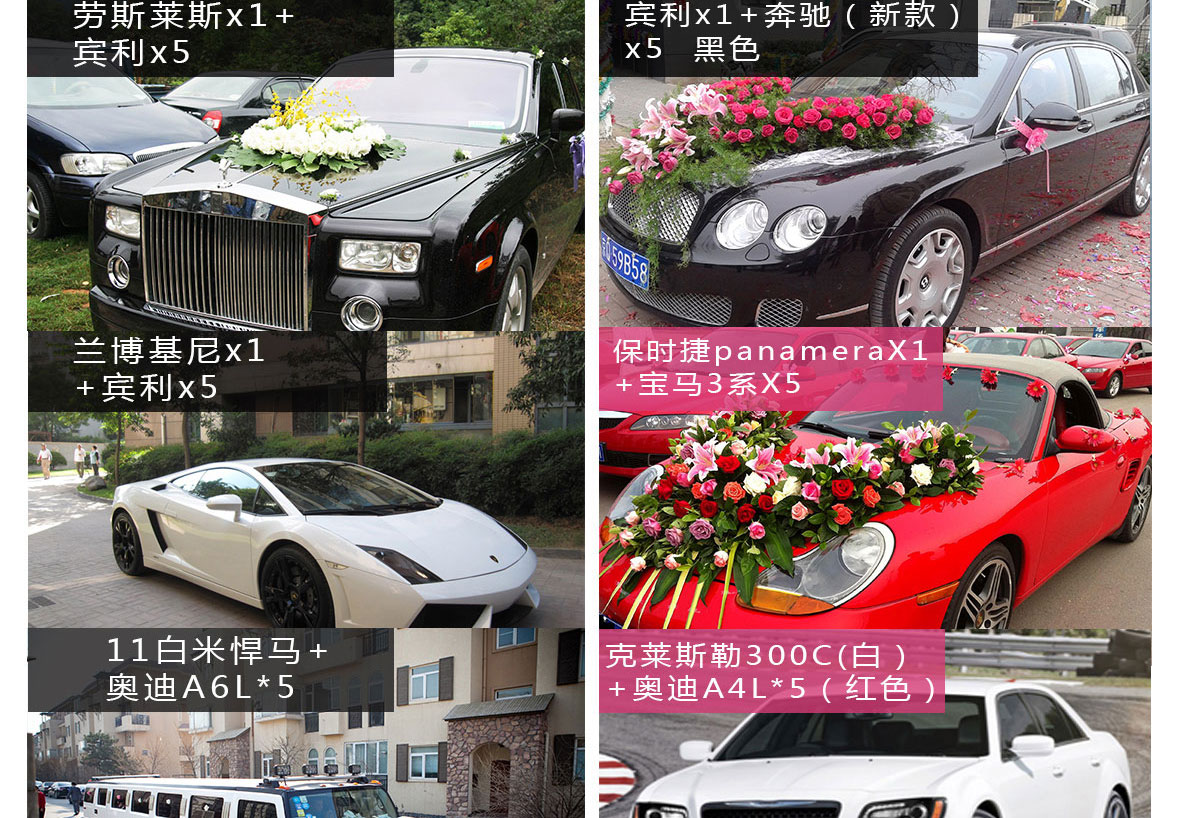 劳斯莱斯x1+
宾利x5
宾利x1+奔驰（新款）
x5 黑色
59B58
兰博基尼x1
+宾利x5
保时捷panameraX1
+宝马3系X5
11白米悍马+
奥迪A6L*5
克莱斯勒300C(白）
+奥迪A4L*5（红色）